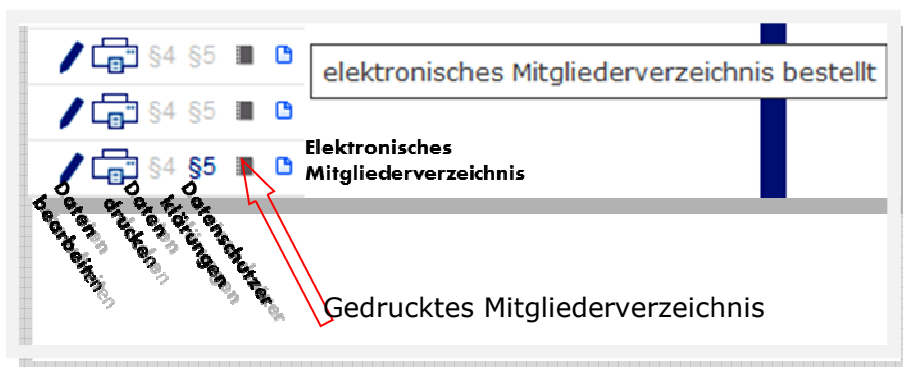 §4 §5
elektronisches Mitgliederverzeichnis bestellt
§4 §5
§4 §5
Elektronisches
Mitgliederverzeichnis
Daten
bearbeiten
Daten
drucken
Datenschutzer
klärungen
Gedrucktes Mitgliederverzeichnis